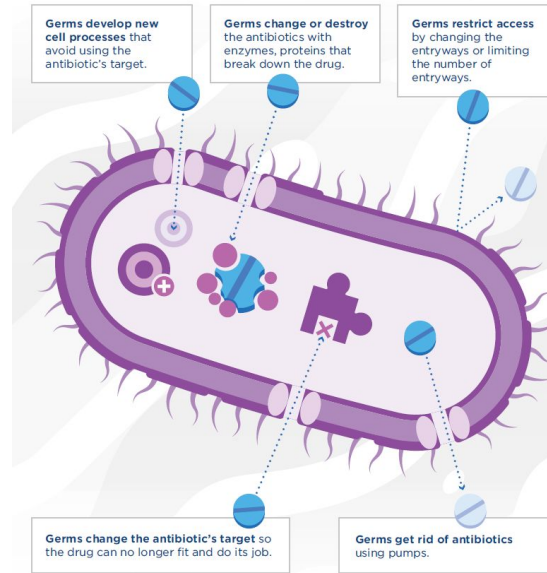 Germs develop new
cell processes that
avoid using the
antibiotic's target.
Germs change or destroy
the antibiotics with
enzymes, proteins that
break down the drug.
Germs restrict access
by changing the
entryways or limiting
the number of
entryways.
Germs change the antibiotic's target so
the drug can no longer fit and do its job.
Germs get rid of antibiotics
using pumps.